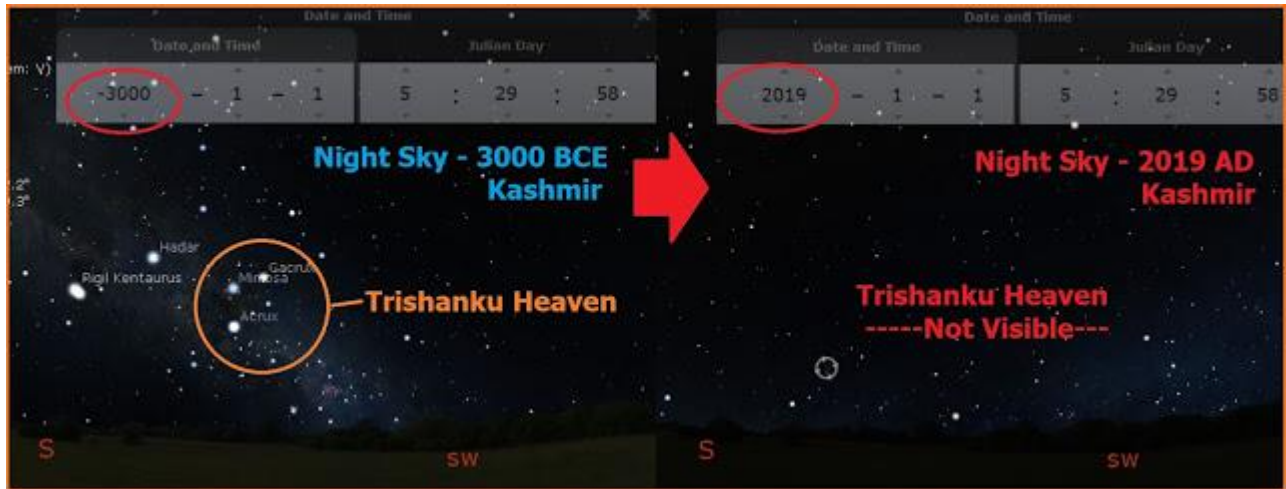 Date and Time
Date and Time Julian Day
-3000 - 1 - 1 5 : 29 : 58
Night Sky - 3000 BCE
Kashmir
Hadar
Rigil Kentaurus
Gacrux
Mimosa
Acrux
Trishanku Heaven
S SW
Date and Time
Date and Time Julian Day
2019 - 1 - 1 5 : 29 : 58
Night Sky - 2019 AD
Kashmir
Trishanku Heaven
-----Not Visible---
S SW